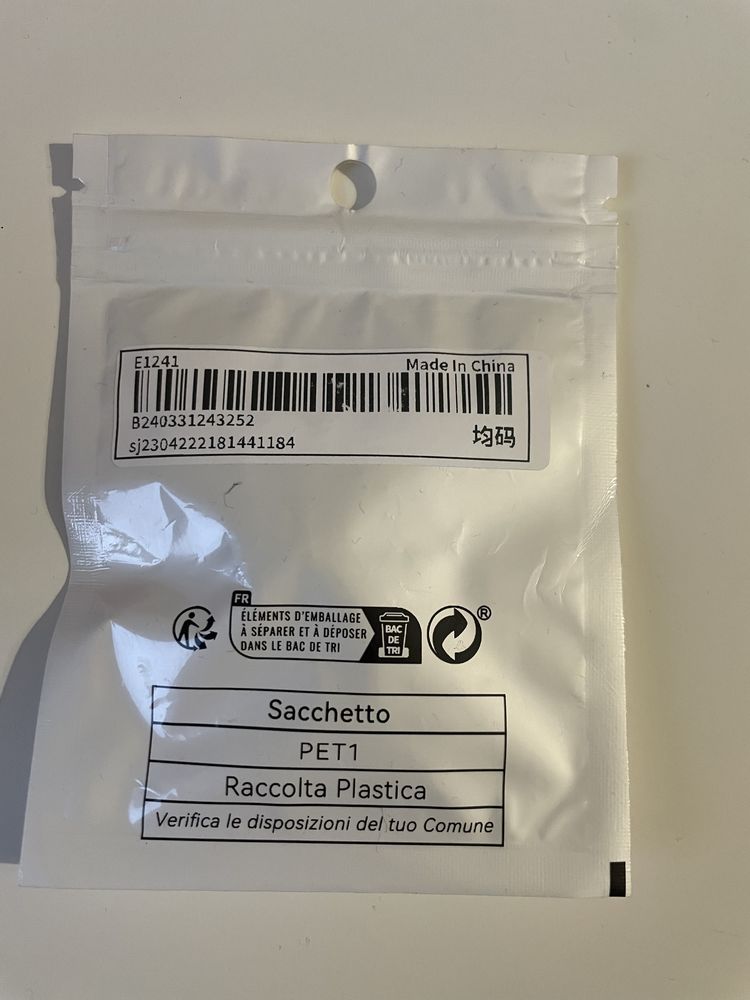 E1241 Made In China
B240331243252
sj2304222181441184 均码
FR
ÉLÉMENTS D'EMBALLAGE
À SÉPARER ET À DÉPOSER
DANS LE BAC DE TRI
BAC
DE
TRI
®
Sacchetto
PET1
Raccolta Plastica
Verifica le disposizioni del tuo Comune